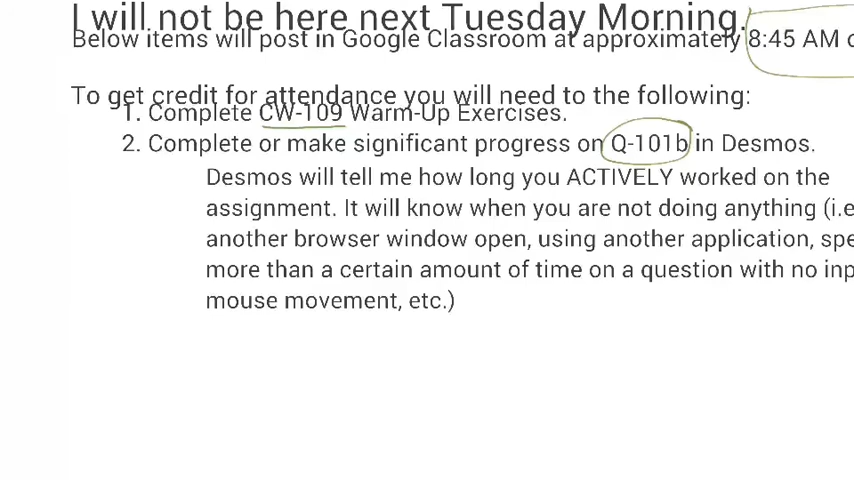 I will not be here next Tuesday Morning.
Below items will post in Google Classroom at approximately 8:45 AM
To get credit for attendance you will need to the following:
1. Complete CW-109 Warm-Up Exercises.
2. Complete or make significant progress on Q-101b in Desmos.
Desmos will tell me how long you ACTIVELY worked on the
assignment. It will know when you are not doing anything (i.e
another browser window open, using another application, spe
more than a certain amount of time on a question with no inp
mouse movement, etc.)